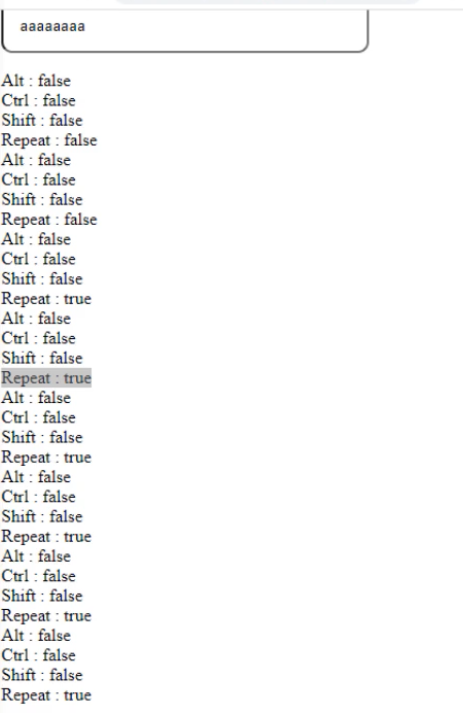 aaaaaaaa
Alt : false
Ctrl : false
Shift : false
Repeat : false
Alt : false
Ctrl : false
Shift : false
Repeat : false
Alt : false
Ctrl : false
Shift : false
Repeat : true
Alt : false
Ctrl : false
Shift : false
Repeat : true
Alt : false
Ctrl : false
Shift : false
Repeat : true
Alt : false
Ctrl : false
Shift : false
Repeat : true
Alt : false
Ctrl : false
Shift : false
Repeat : true
Alt : false
Ctrl : false
Shift : false
Repeat : true